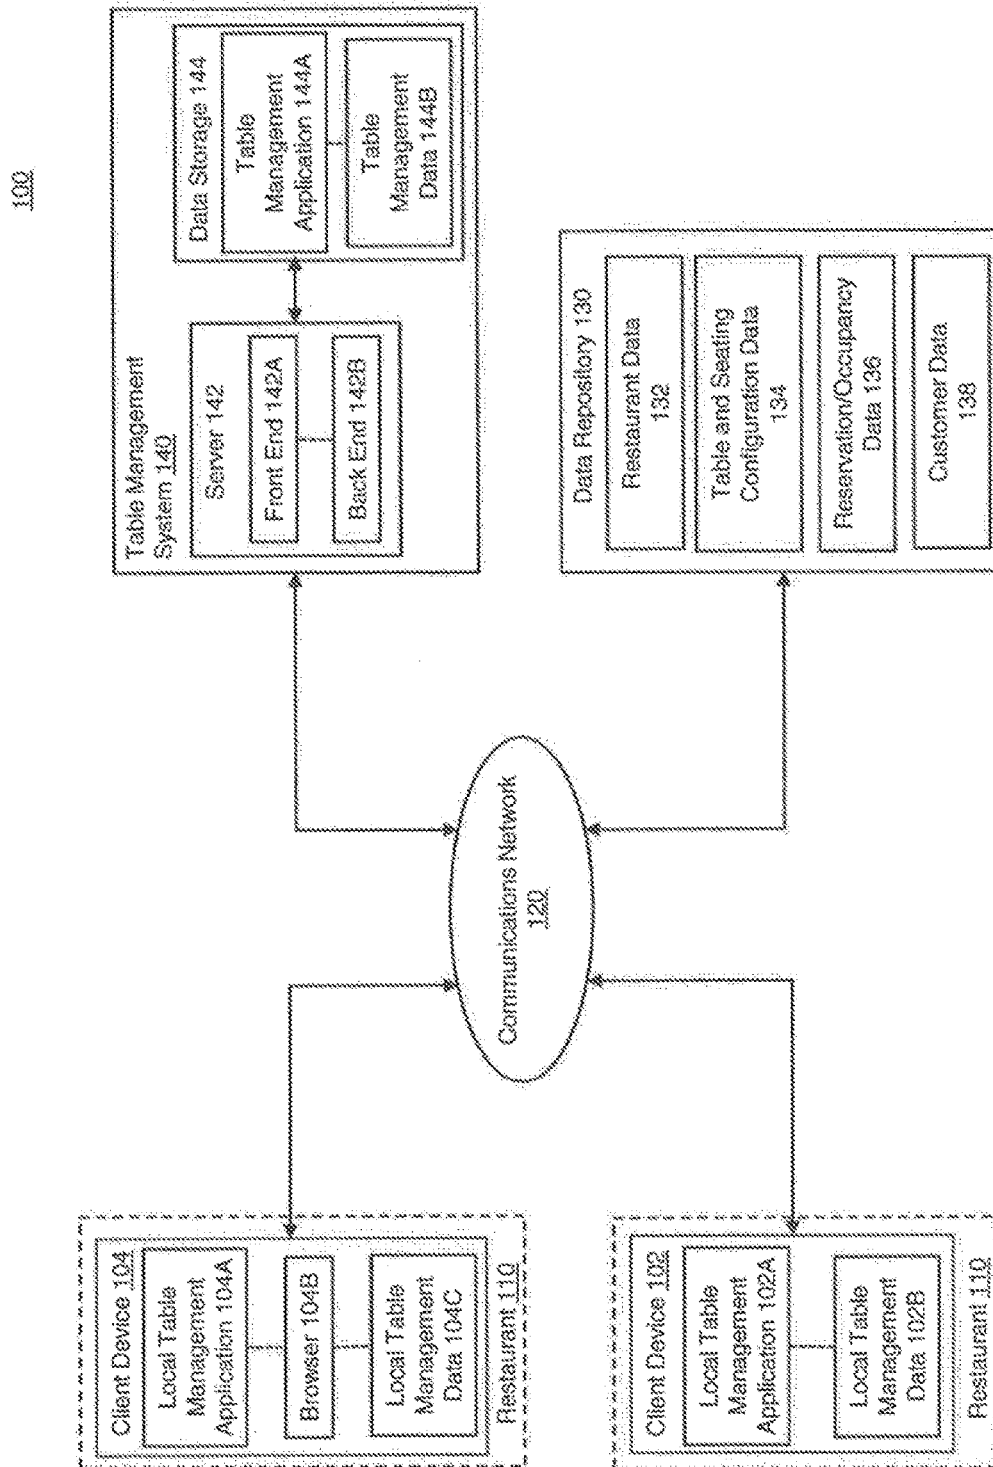 100
Table Management
System 140
Server 142
Front End 142A
Back End 142B
Data Storage 144
Table
Management
Application 144A
Table
Management
Data 144B
Client Device 104
Local Table
Management
Application 104A
Browser 104B
Local Table
Management
Data 104C
Restaurant 110
Communications Network
120
Client Device 102
Local Table
Management
Application 102A
Local Table
Management
Data 102B
Restaurant 110
Data Repository 130
Restaurant Data
132
Table and Seating
Configuration Data
134
Reservation/Occupancy
Data 136
Customer Data
138